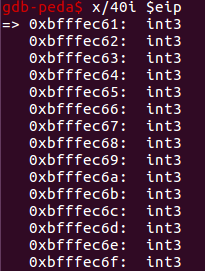 gdb-peda$ x/40i $eip
=> 0xbfffec61: int3
0xbfffec62: int3
0xbfffec63: int3
0xbfffec64: int3
0xbfffec65: int3
0xbfffec66: int3
0xbfffec67: int3
0xbfffec68: int3
0xbfffec69: int3
0xbfffec6a: int3
0xbfffec6b: int3
0xbfffec6c: int3
0xbfffec6d: int3
0xbfffec6e: int3
0xbfffec6f: int3